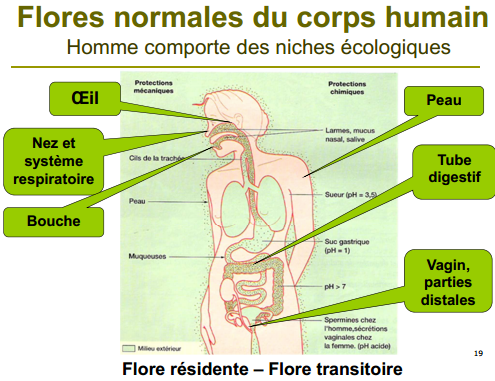 Flores normales du corps humain
Homme comporte des niches écologiques
Protections
mécaniques
Protections
chimiques
Œil
Peau
Nez et
système
respiratoire
Larmes, mucus
nasal, salive
Cils de la trachée
Tube
digestif
Peau
Sueur (pH = 3,5)
Bouche
Suc gastrique
(pH = 1)
Muqueuses
Vagin,
parties
distales
pH > 7
Spermines chez
l'homme,sécrétions
vaginales chez
la femme. (pH acide)
Milieu extérieur
19
Flore résidente – Flore transitoire